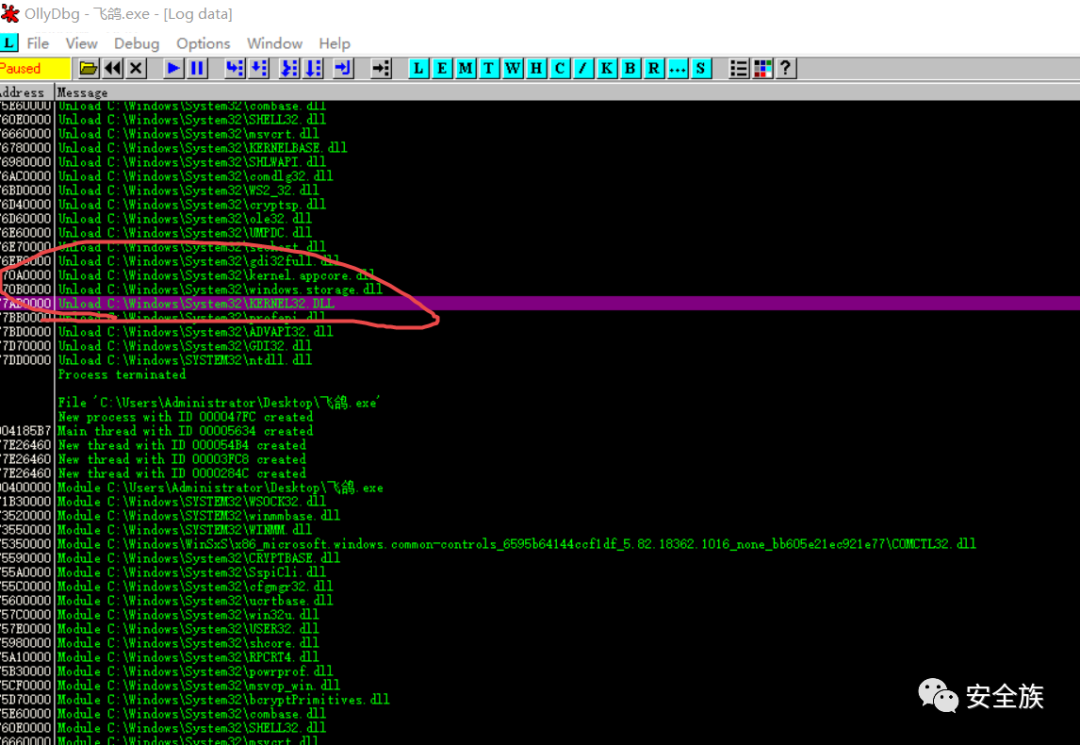 OllyDbg - 飞鸽.exe - [Log data]
L File View Debug Options Window Help
Paused L E M T W H C / K B R ... S ?
Address Message
75E60000 Unload C:\Windows\System32\combase.dll
760E0000 Unload C:\Windows\System32\SHELL32.dll
76660000 Unload C:\Windows\System32\msvcrt.dll
76780000 Unload C:\Windows\System32\KERNELBASE.dll
76980000 Unload C:\Windows\System32\SHLWAPI.dll
76AC0000 Unload C:\Windows\System32\comdlg32.dll
76BD0000 Unload C:\Windows\System32\WS2_32.dll
76D40000 Unload C:\Windows\System32\cryptsp.dll
76D60000 Unload C:\Windows\System32\ole32.dll
76E60000 Unload C:\Windows\System32\UMPDC.dll
76E70000 Unload C:\Windows\System32\sechost.dll
76EF0000 Unload C:\Windows\System32\gdi32full.dll
770A0000 Unload C:\Windows\System32\kernel.appcore.dll
770B0000 Unload C:\Windows\System32\windows.storage.dll
77AB0000 Unload C:\Windows\System32\KERNEL32.DLL
77BB0000 Unload C:\Windows\System32\profapi.dll
77BD0000 Unload C:\Windows\System32\ADVAPI32.dll
77D70000 Unload C:\Windows\System32\GDI32.dll
77DD0000 Unload C:\Windows\SYSTEM32\ntdll.dll
Process terminated
File 'C:\Users\Administrator\Desktop\飞鸽.exe'
New process with ID 000047FC created
004185B7 Main thread with ID 00005634 created
77E26460 New thread with ID 000054B4 created
77E26460 New thread with ID 00003FC8 created
77E26460 New thread with ID 0000284C created
00400000 Module C:\Users\Administrator\Desktop\飞鸽.exe
71B30000 Module C:\Windows\SYSTEM32\WSOCK32.dll
73520000 Module C:\Windows\SYSTEM32\winmmbase.dll
73550000 Module C:\Windows\SYSTEM32\WINMM.dll
75350000 Module C:\Windows\WinSxS\x86_microsoft.windows.common-controls_6595b64144ccf1df_5.82.18362.1016_none_bb605e21ec921e77\COMCTL32.dll
75590000 Module C:\Windows\System32\CRYPTBASE.dll
755A0000 Module C:\Windows\System32\SspiCli.dll
755C0000 Module C:\Windows\System32\cfgmgr32.dll
75600000 Module C:\Windows\System32\ucrtbase.dll
757C0000 Module C:\Windows\System32\win32u.dll
757E0000 Module C:\Windows\System32\USER32.dll
75980000 Module C:\Windows\System32\shcore.dll
75A10000 Module C:\Windows\System32\RPCRT4.dll
75B30000 Module C:\Windows\System32\powrprof.dll
75CF0000 Module C:\Windows\System32\msvcp_win.dll
75D70000 Module C:\Windows\System32\bcryptPrimitives.dll
75E60000 Module C:\Windows\System32\combase.dll
760E0000 Module C:\Windows\System32\SHELL32.dll
76660000 Module C:\Windows\System32\msvcrt.dll
安全族